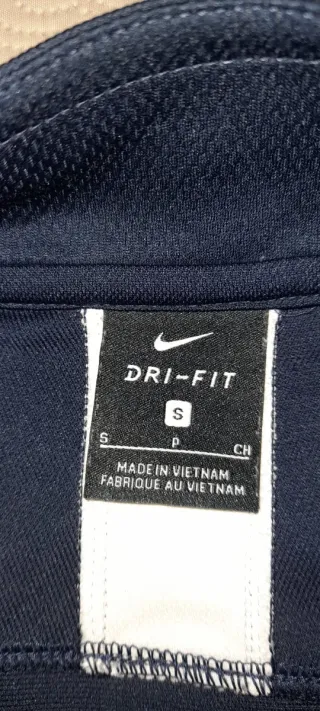 DRI-FIT
S
S P CH
MADE IN VIETNAM
FABRIQUE AU VIETNAM